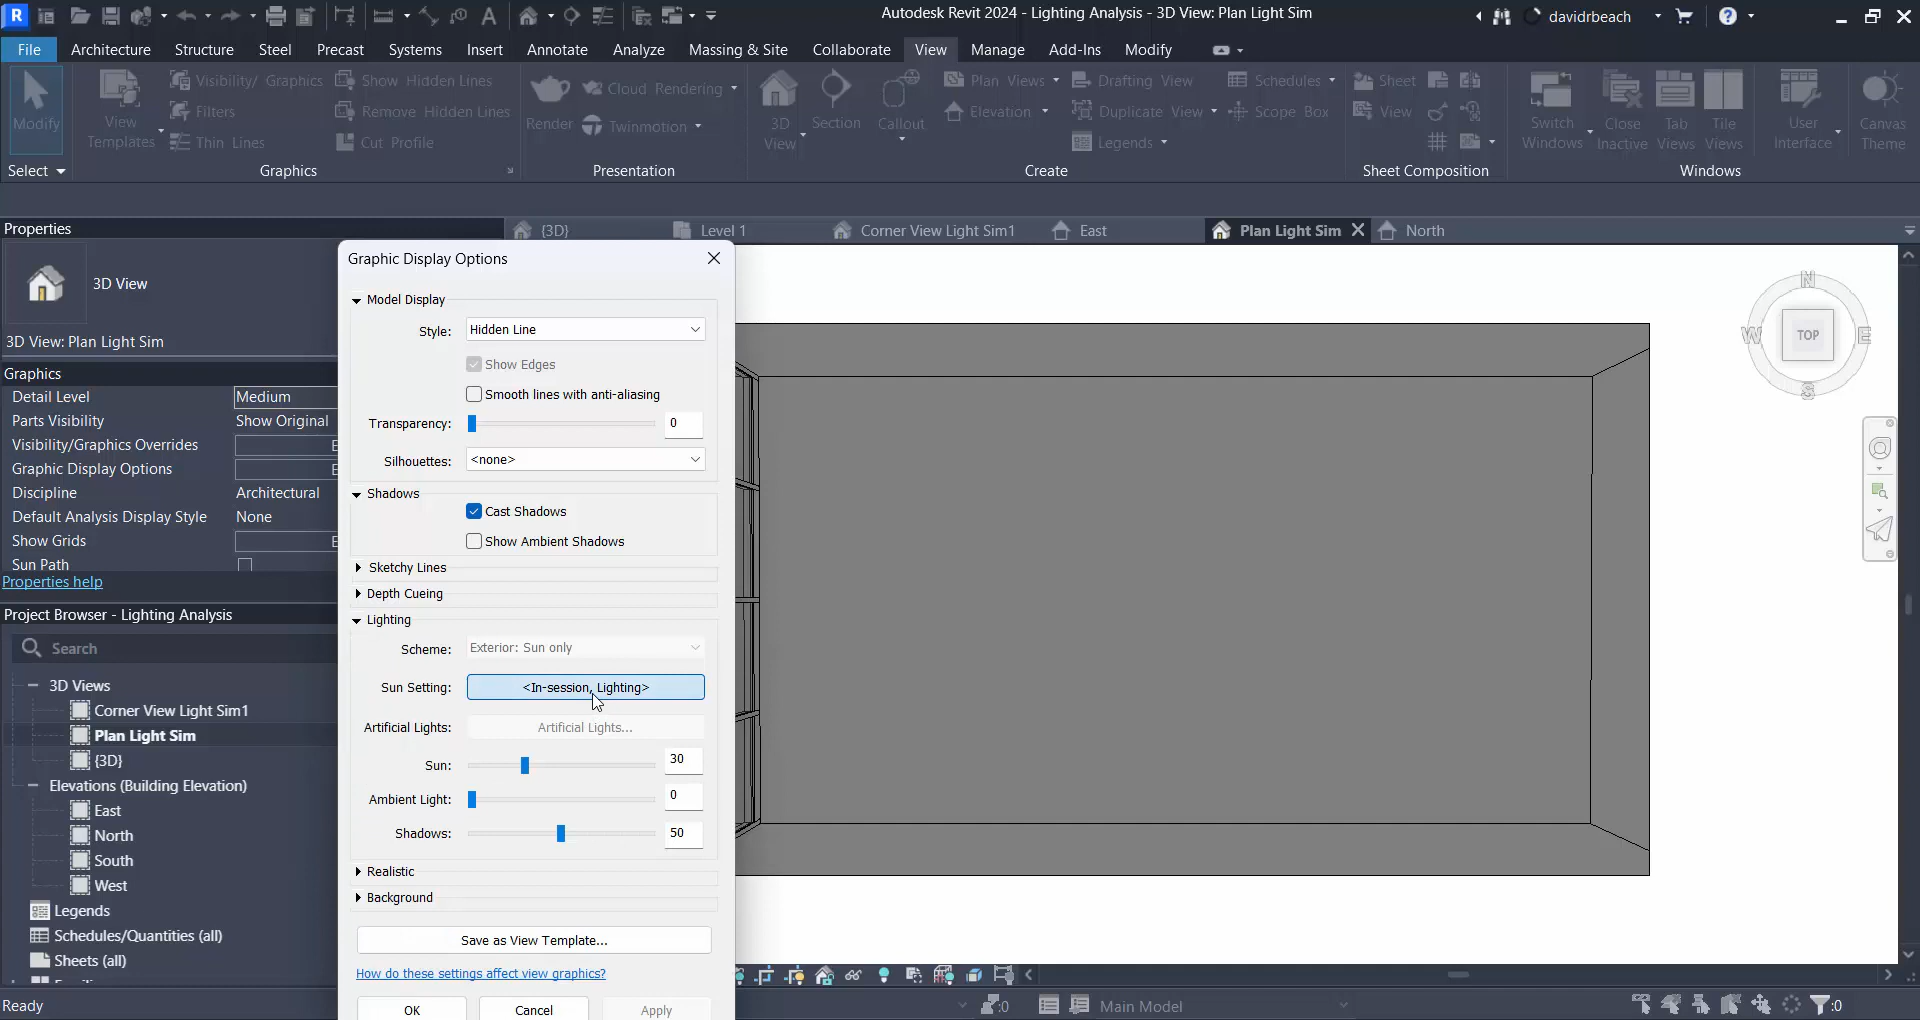 Autodesk Revit 2024 - Lighting Analysis - 3D View: Plan Light Sim
davidrbeach
File Architecture Structure Steel Precast Systems Insert Annotate Analyze Massing & Site Collaborate View Manage Add-Ins Modify
Modify
View
Templates
Visibility/ Graphics
Filters
Thin Lines
Show Hidden Lines
Remove Hidden Lines
Cut Profile
Render
Cloud Rendering
Twinmotion
3D
View
Section
Callout
Plan Views
Elevation
Drafting View
Duplicate View
Legends
Schedules
Scope Box
Sheet
View
Switch
Windows
Close
Inactive
Tab
Views
Tile
Views
User
Interface
Canvas
Theme
Select
Graphics
Presentation
Create
Sheet Composition
Windows
Properties
{3D}
Level 1
Corner View Light Sim1
East
Plan Light Sim
North
3D View
3D View: Plan Light Sim
Graphics
Detail Level Medium
Parts Visibility Show Original
Visibility/Graphics Overrides E
Graphic Display Options E
Discipline Architectural
Default Analysis Display Style None
Show Grids E
Sun Path
Properties help
Project Browser - Lighting Analysis
Search
3D Views
Corner View Light Sim1
Plan Light Sim
{3D}
Elevations (Building Elevation)
East
North
South
West
Legends
Schedules/Quantities (all)
Sheets (all)
Graphic Display Options
Model Display
Style: Hidden Line
Show Edges
Smooth lines with anti-aliasing
Transparency: 0
Silhouettes: <none>
Shadows
Cast Shadows
Show Ambient Shadows
Sketchy Lines
Depth Cueing
Lighting
Scheme: Exterior: Sun only
Sun Setting: <In-session, Lighting>
Artificial Lights: Artificial Lights...
Sun: 30
Ambient Light: 0
Shadows: 50
Realistic
Background
Save as View Template...
How do these settings affect view graphics?
OK Cancel Apply
N
W TOP E
S
Ready
:0
Main Model
:0